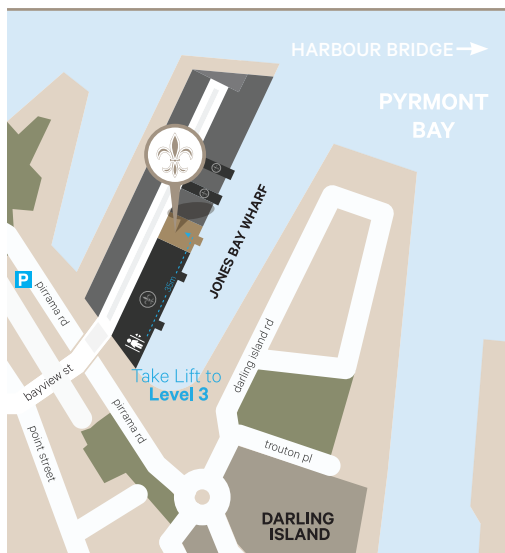 HARBOUR BRIDGE
PYRMONT
BAY
JONES BAY WHARF
P
pirrama rd
35m
darling island rd
bayview st
Take Lift to
Level 3
pirrama rd
point street
trouton pl
DARLING
ISLAND